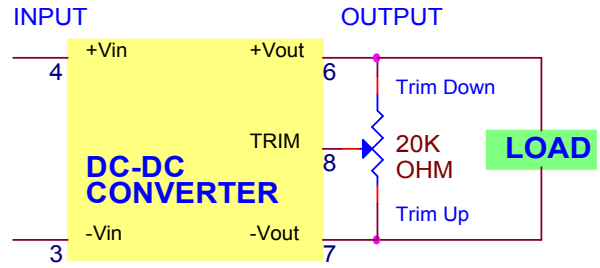 INPUT
OUTPUT
+Vin
+Vout
4
6
Trim Down
TRIM
8
20K
OHM
LOAD
DC-DC
CONVERTER
Trim Up
-Vin
-Vout
3
7